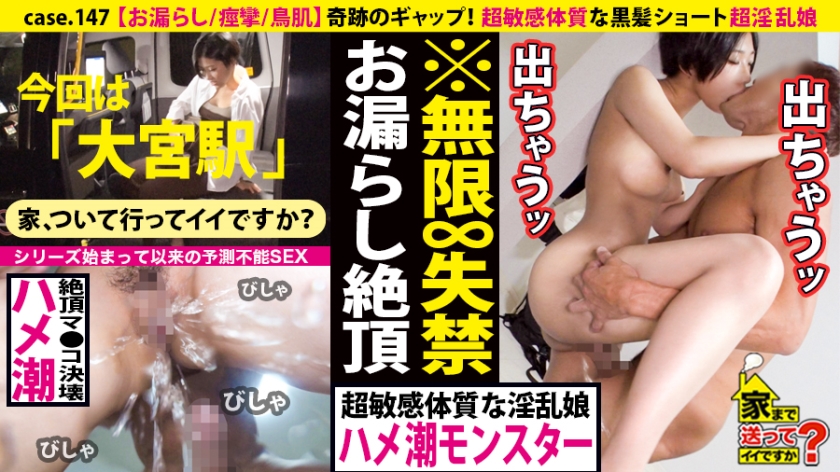 case.147【お漏らし/痙攣/鳥肌】奇跡のギャップ！超敏感体質な黒髪ショート超淫乱娘
今回は
「大宮駅」
家、ついて行ってイイですか？
シリーズ始まって以来の予測不能SEX
絶頂マ●コ決壊
ハメ潮
びしゃ
びしゃ
びしゃ
※無限∞失禁
お漏らし絶頂
超敏感体質な淫乱娘
ハメ潮モンスター
出ちゃうッ
出ちゃうッ
家まで
送って
イイですか？